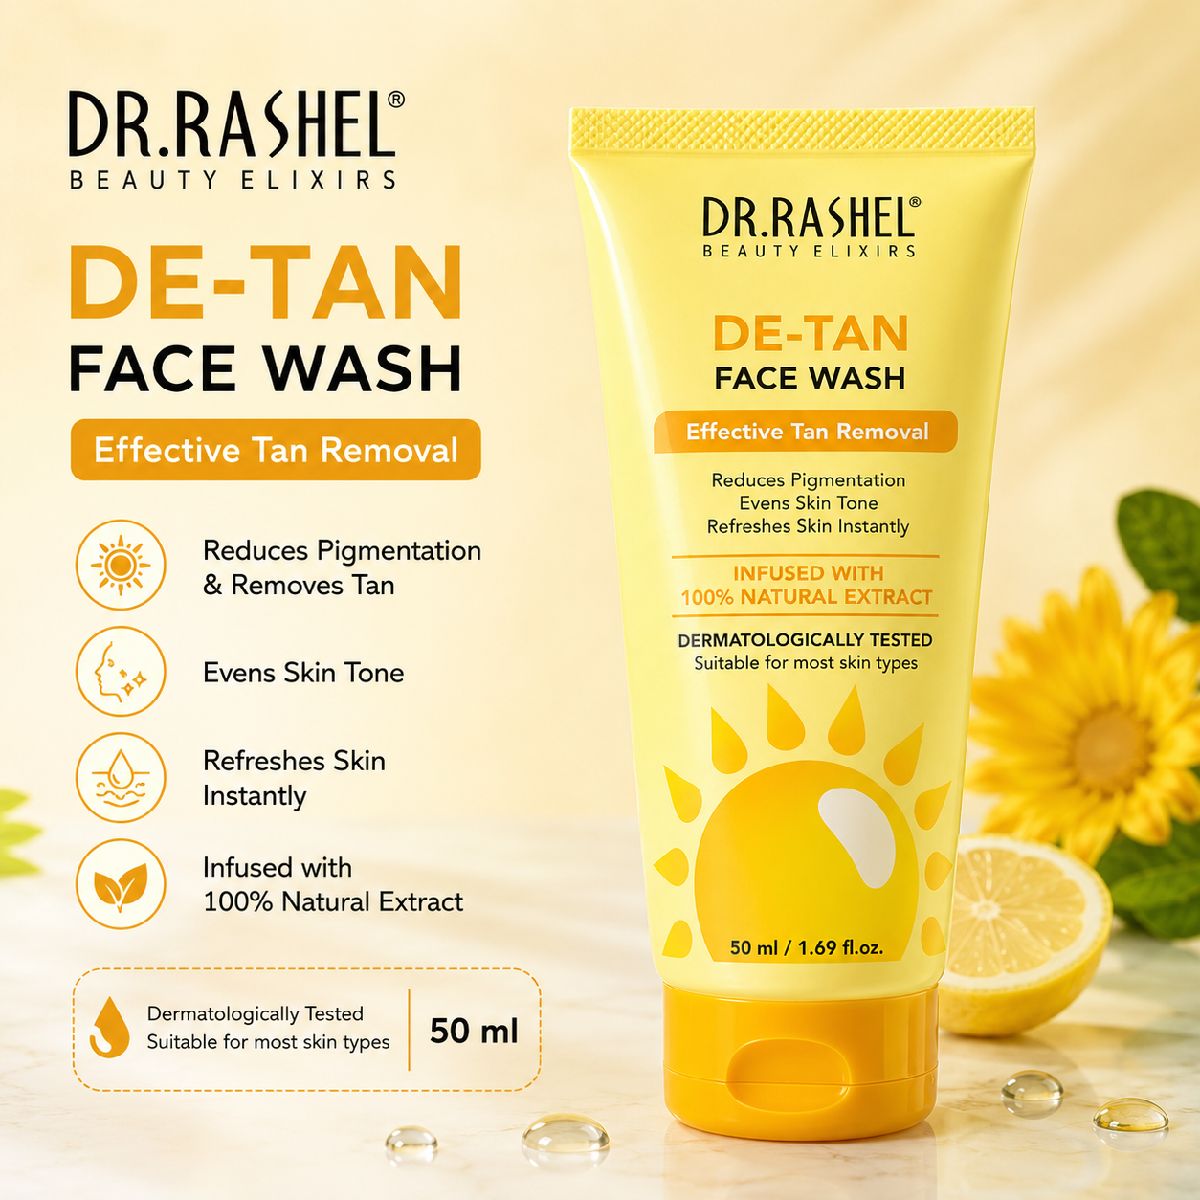 DR.RASHEL®
BEAUTY ELIXIRS
DE-TAN
FACE WASH
Effective Tan Removal
Reduces Pigmentation
& Removes Tan
Evens Skin Tone
Refreshes Skin
Instantly
Infused with
100% Natural Extract
Dermatologically Tested
Suitable for most skin types
50 ml
DR.RASHEL®
BEAUTY ELIXIRS
DE-TAN
FACE WASH
Effective Tan Removal
Reduces Pigmentation
Evens Skin Tone
Refreshes Skin Instantly
INFUSED WITH
100% NATURAL EXTRACT
DERMATOLOGICALLY TESTED
Suitable for most skin types
50 ml / 1.69 fl.oz.